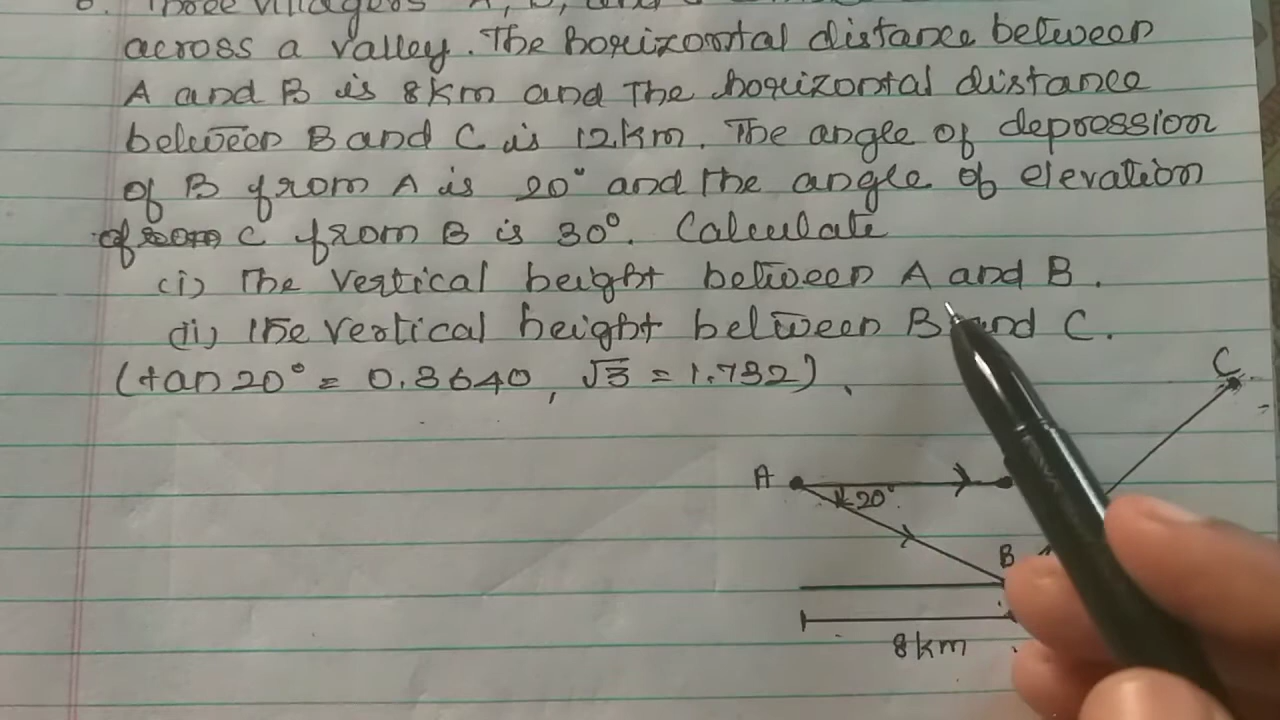 across a valley. The horizontal distance between
A and B is 8km and The horizontal distance
between B and C is 12km. The angle of depression
of B from A is 20° and the angle of elevation
of C from B is 30°. Calculate
(i) The vertical height between A and B.
(ii) The vertical height between B and C.
(tan 20° = 0.3640, √3 = 1.732).
C
A
20°
B
8km